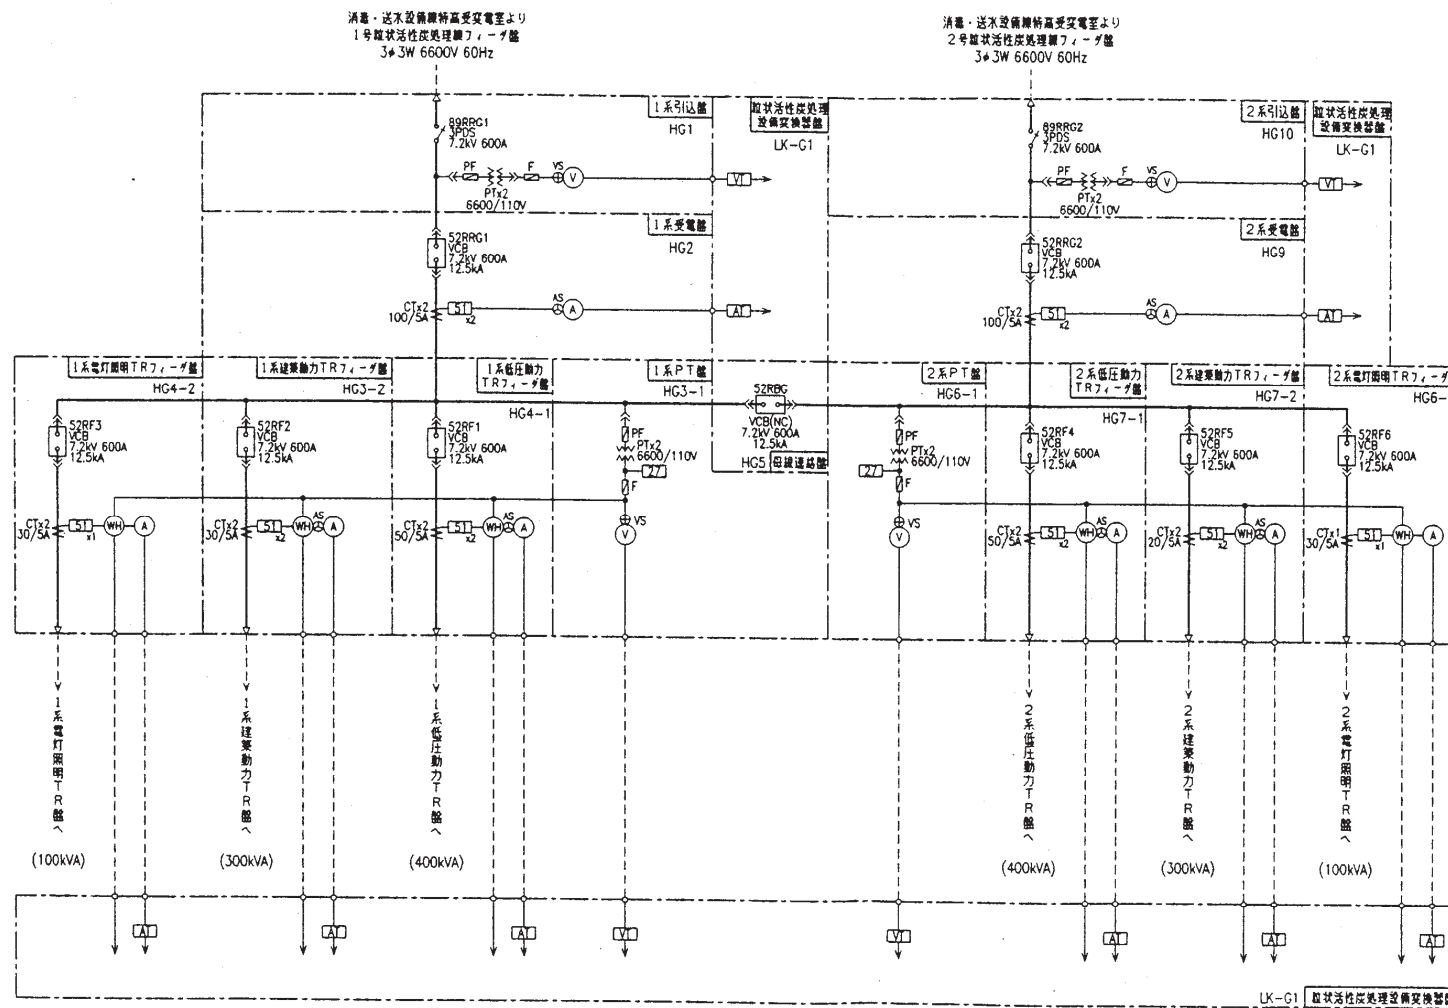 消毒・送水設備棟特高受変電室より
1号粒状活性炭処理棟フィーダ盤
3φ3W 6600V 60Hz
消毒・送水設備棟特高受変電室より
2号粒状活性炭処理棟フィーダ盤
3φ3W 6600V 60Hz
1系引込盤
HG1
粒状活性炭処理
設備変換器盤
LK-G1
89RRG1
3PDS
7.2kV 600A
PF
F
VS
V
VT
PTx2
6600/110V
2系引込盤
HG10
粒状活性炭処理
設備変換器盤
LK-G1
89RRG2
3PDS
7.2kV 600A
PF
F
VS
V
VT
PTx2
6600/110V
1系受電盤
HG2
52RRG1
VCB
7.2kV 600A
12.5kA
CTx2
100/5A
51
x2
AS
A
AT
2系受電盤
HG9
52RRG2
VCB
7.2kV 600A
12.5kA
CTx2
100/5A
51
x2
AS
A
AT
1系電灯照明TRフィーダ盤
HG4-2
1系建築動力TRフィーダ盤
HG3-2
1系低圧動力
TRフィーダ盤
HG4-1
1系PT盤
HG3-1
2系PT盤
HG6-1
2系低圧動力
TRフィーダ盤
HG7-1
2系建築動力TRフィーダ盤
HG7-2
2系電灯照明TRフィーダ
HG6-
52RBG
VCB(NC)
7.2kV 600A
12.5kA
HG5
母線連絡盤
52RF3
VCB
7.2kV 600A
12.5kA
52RF2
VCB
7.2kV 600A
12.5kA
52RF1
VCB
7.2kV 600A
12.5kA
PF
PTx2
6600/110V
27
F
VS
V
PF
PTx2
6600/110V
27
F
VS
V
52RF4
VCB
7.2kV 600A
12.5kA
52RF5
VCB
7.2kV 600A
12.5kA
52RF6
VCB
7.2kV 600A
12.5kA
CTx2
30/5A
51
x1
WH
A
CTx2
30/5A
51
x2
WH
AS
A
CTx2
50/5A
51
x2
WH
AS
A
CTx2
50/5A
51
x2
WH
AS
A
CTx2
20/5A
51
x2
WH
AS
A
CTx1
30/5A
51
x1
WH
A
1系電灯照明TR盤へ
1系建築動力TR盤へ
1系低圧動力TR盤へ
2系低圧動力TR盤へ
2系建築動力TR盤へ
2系電灯照明TR盤へ
(100kVA)
(300kVA)
(400kVA)
(400kVA)
(300kVA)
(100kVA)
AT
AT
AT
VT
VT
AT
AT
AT
LK-G1
粒状活性炭処理設備変換器盤